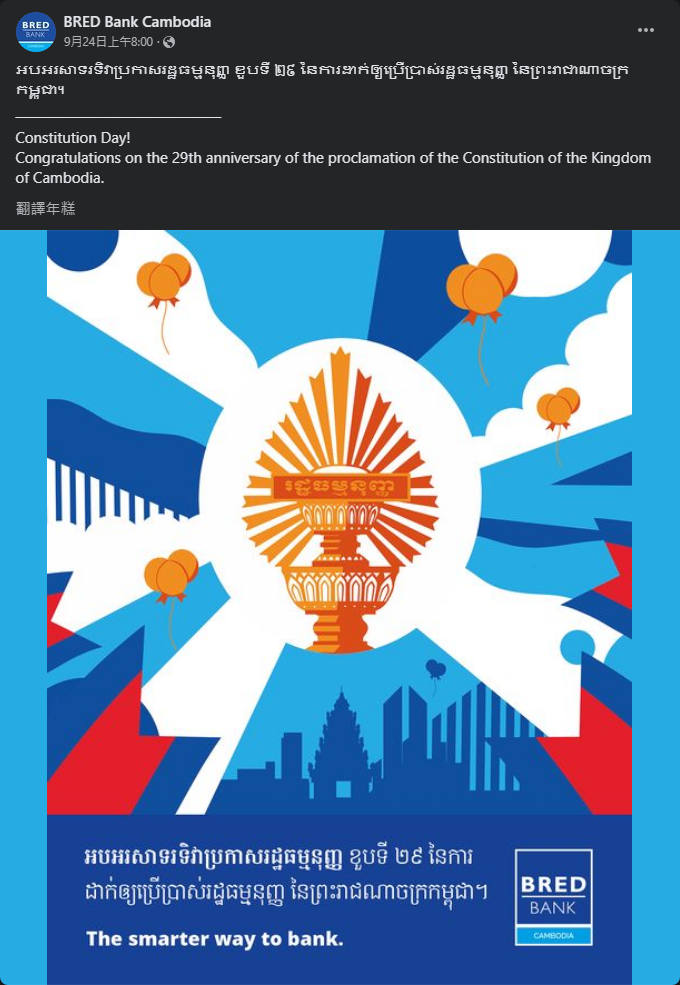 BRED
BANK
CAMBODIA
BRED Bank Cambodia
9月24日上午8:00 ·
អបអរសាទរទិវាប្រកាសរដ្ឋធម្មនុញ្ញ ខួបទី ២៩ នៃការដាក់ឲ្យប្រើប្រាស់រដ្ឋធម្មនុញ្ញ នៃព្រះរាជាណាចក្រ
កម្ពុជា។
Constitution Day!
Congratulations on the 29th anniversary of the proclamation of the Constitution of the Kingdom
of Cambodia.
翻譯年糕
រដ្ឋធម្មនុញ្ញ
អបអរសាទរទិវាប្រកាសរដ្ឋធម្មនុញ្ញ ខួបទី ២៩ នៃការ
ដាក់ឲ្យប្រើប្រាស់រដ្ឋធម្មនុញ្ញ នៃព្រះរាជណាចក្រកម្ពុជា។
The smarter way to bank.
BRED
BANK
CAMBODIA